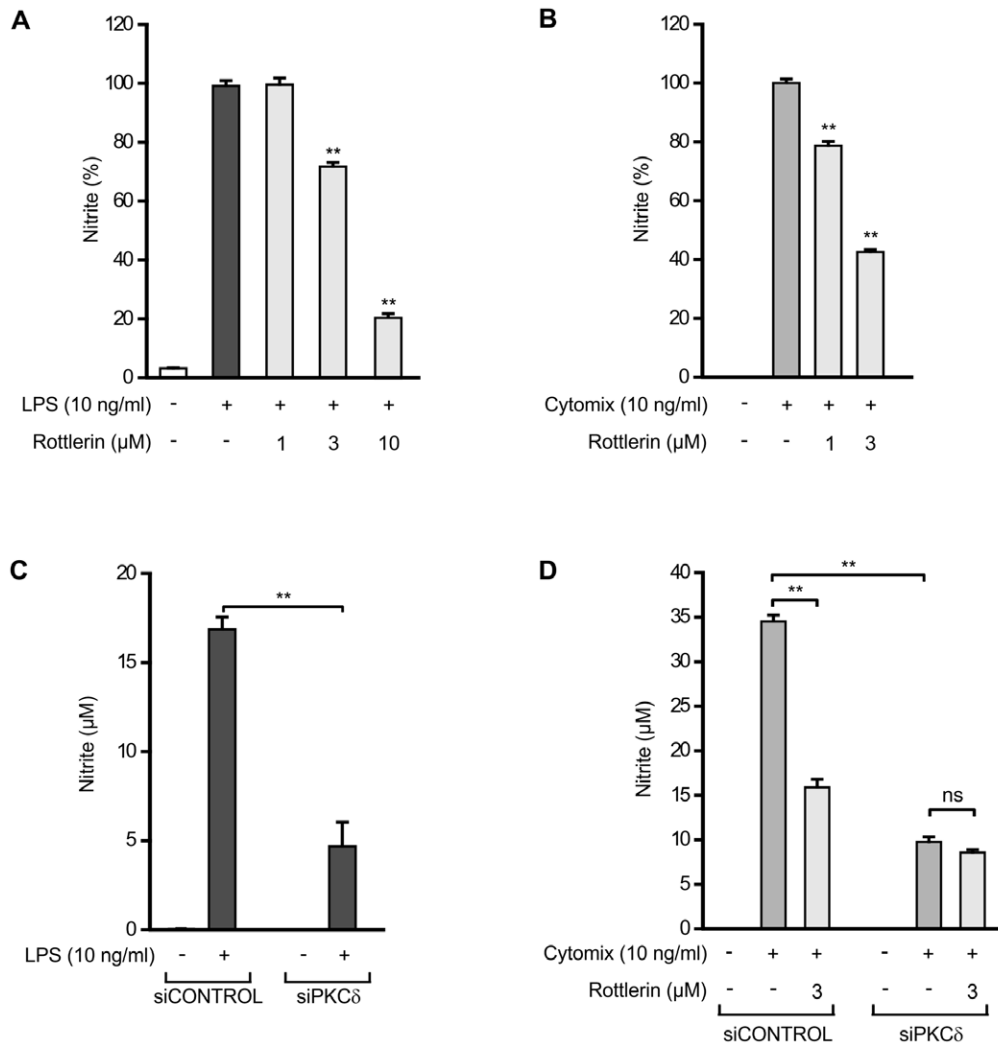 A
Nitrite (%)
120
100
80
60
40
20
0
**
**
LPS (10 ng/ml) - + + + +
Rottlerin (µM) - - 1 3 10
B
Nitrite (%)
120
100
80
60
40
20
0
**
**
Cytomix (10 ng/ml) - + + +
Rottlerin (µM) - - 1 3
C
Nitrite (µM)
20
15
10
5
0
**
LPS (10 ng/ml) - + - +
siCONTROL siPKCδ
D
Nitrite (µM)
40
35
30
25
20
15
10
5
0
**
**
ns
Cytomix (10 ng/ml) - + + - + +
Rottlerin (µM) - - 3 - - 3
siCONTROL siPKCδ